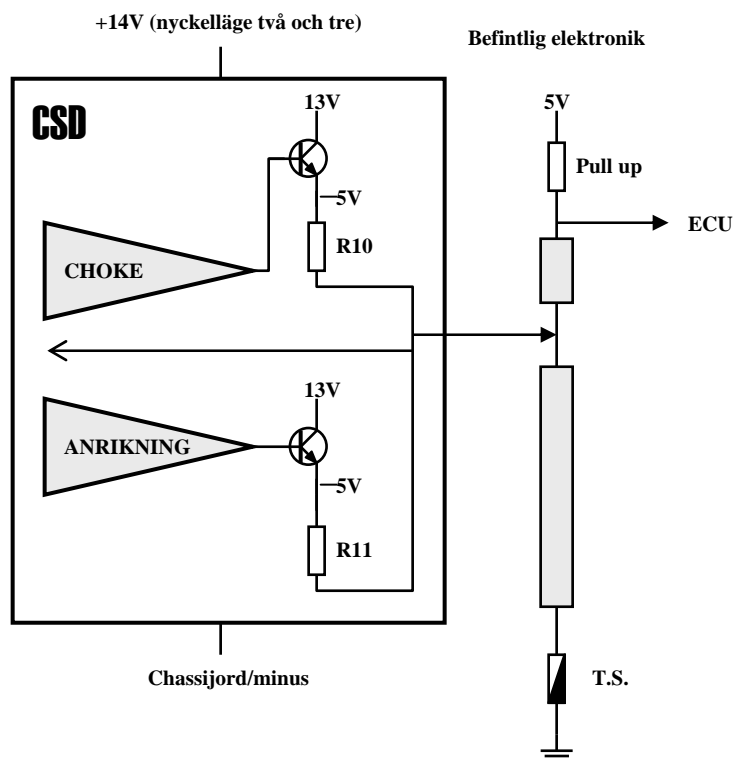 +14V (nyckelläge två och tre)
Befintlig elektronik
CSD
13V
5V
Pull up
5V
ECU
R10
CHOKE
13V
ANRIKNING
5V
R11
Chassijord/minus
T.S.